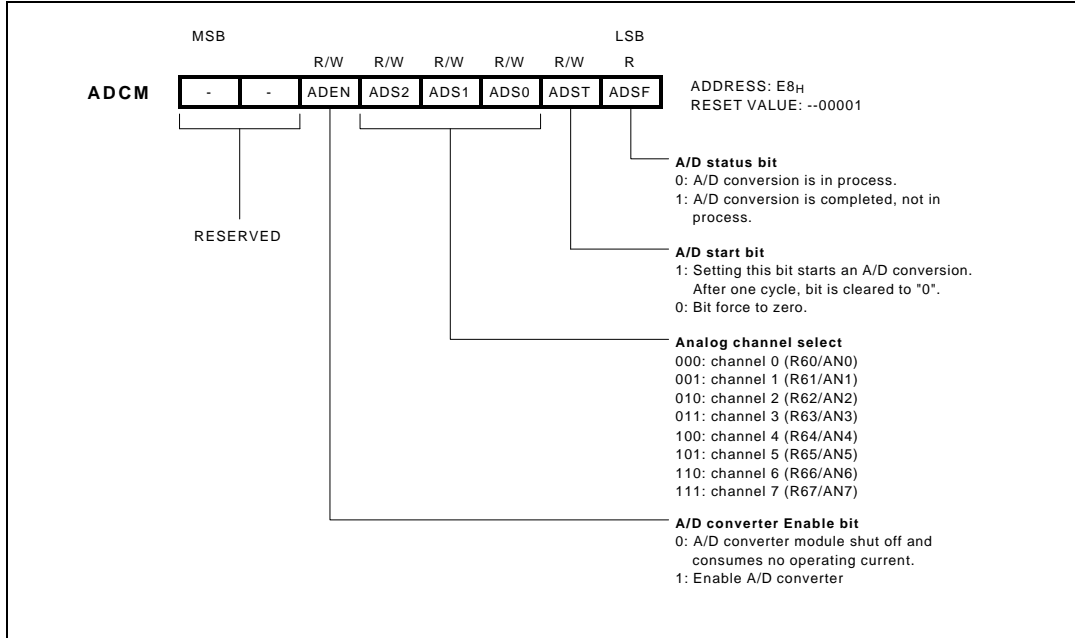 MSB LSB
R/W R/W R/W R/W R/W R
ADCM - - ADEN ADS2 ADS1 ADS0 ADST ADSF
ADDRESS: E8H
RESET VALUE: --00001
RESERVED
A/D status bit
0: A/D conversion is in process.
1: A/D conversion is completed, not in
process.
A/D start bit
1: Setting this bit starts an A/D conversion.
After one cycle, bit is cleared to "0".
0: Bit force to zero.
Analog channel select
000: channel 0 (R60/AN0)
001: channel 1 (R61/AN1)
010: channel 2 (R62/AN2)
011: channel 3 (R63/AN3)
100: channel 4 (R64/AN4)
101: channel 5 (R65/AN5)
110: channel 6 (R66/AN6)
111: channel 7 (R67/AN7)
A/D converter Enable bit
0: A/D converter module shut off and
consumes no operating current.
1: Enable A/D converter